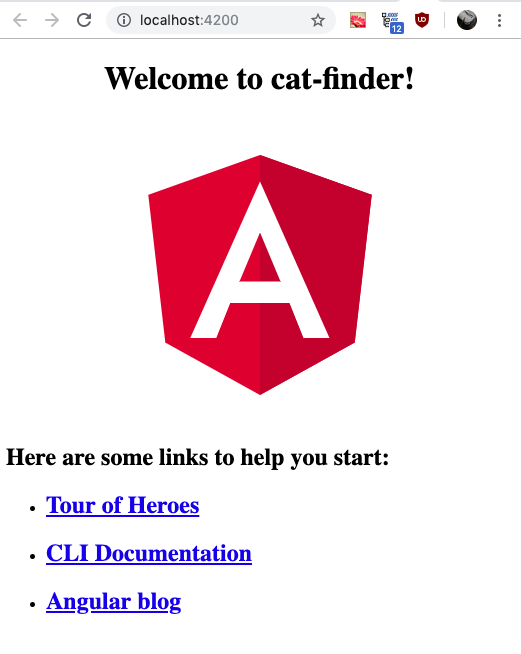 localhost:4200
12
UD
Welcome to cat-finder!
A
Here are some links to help you start:
Tour of Heroes
CLI Documentation
Angular blog